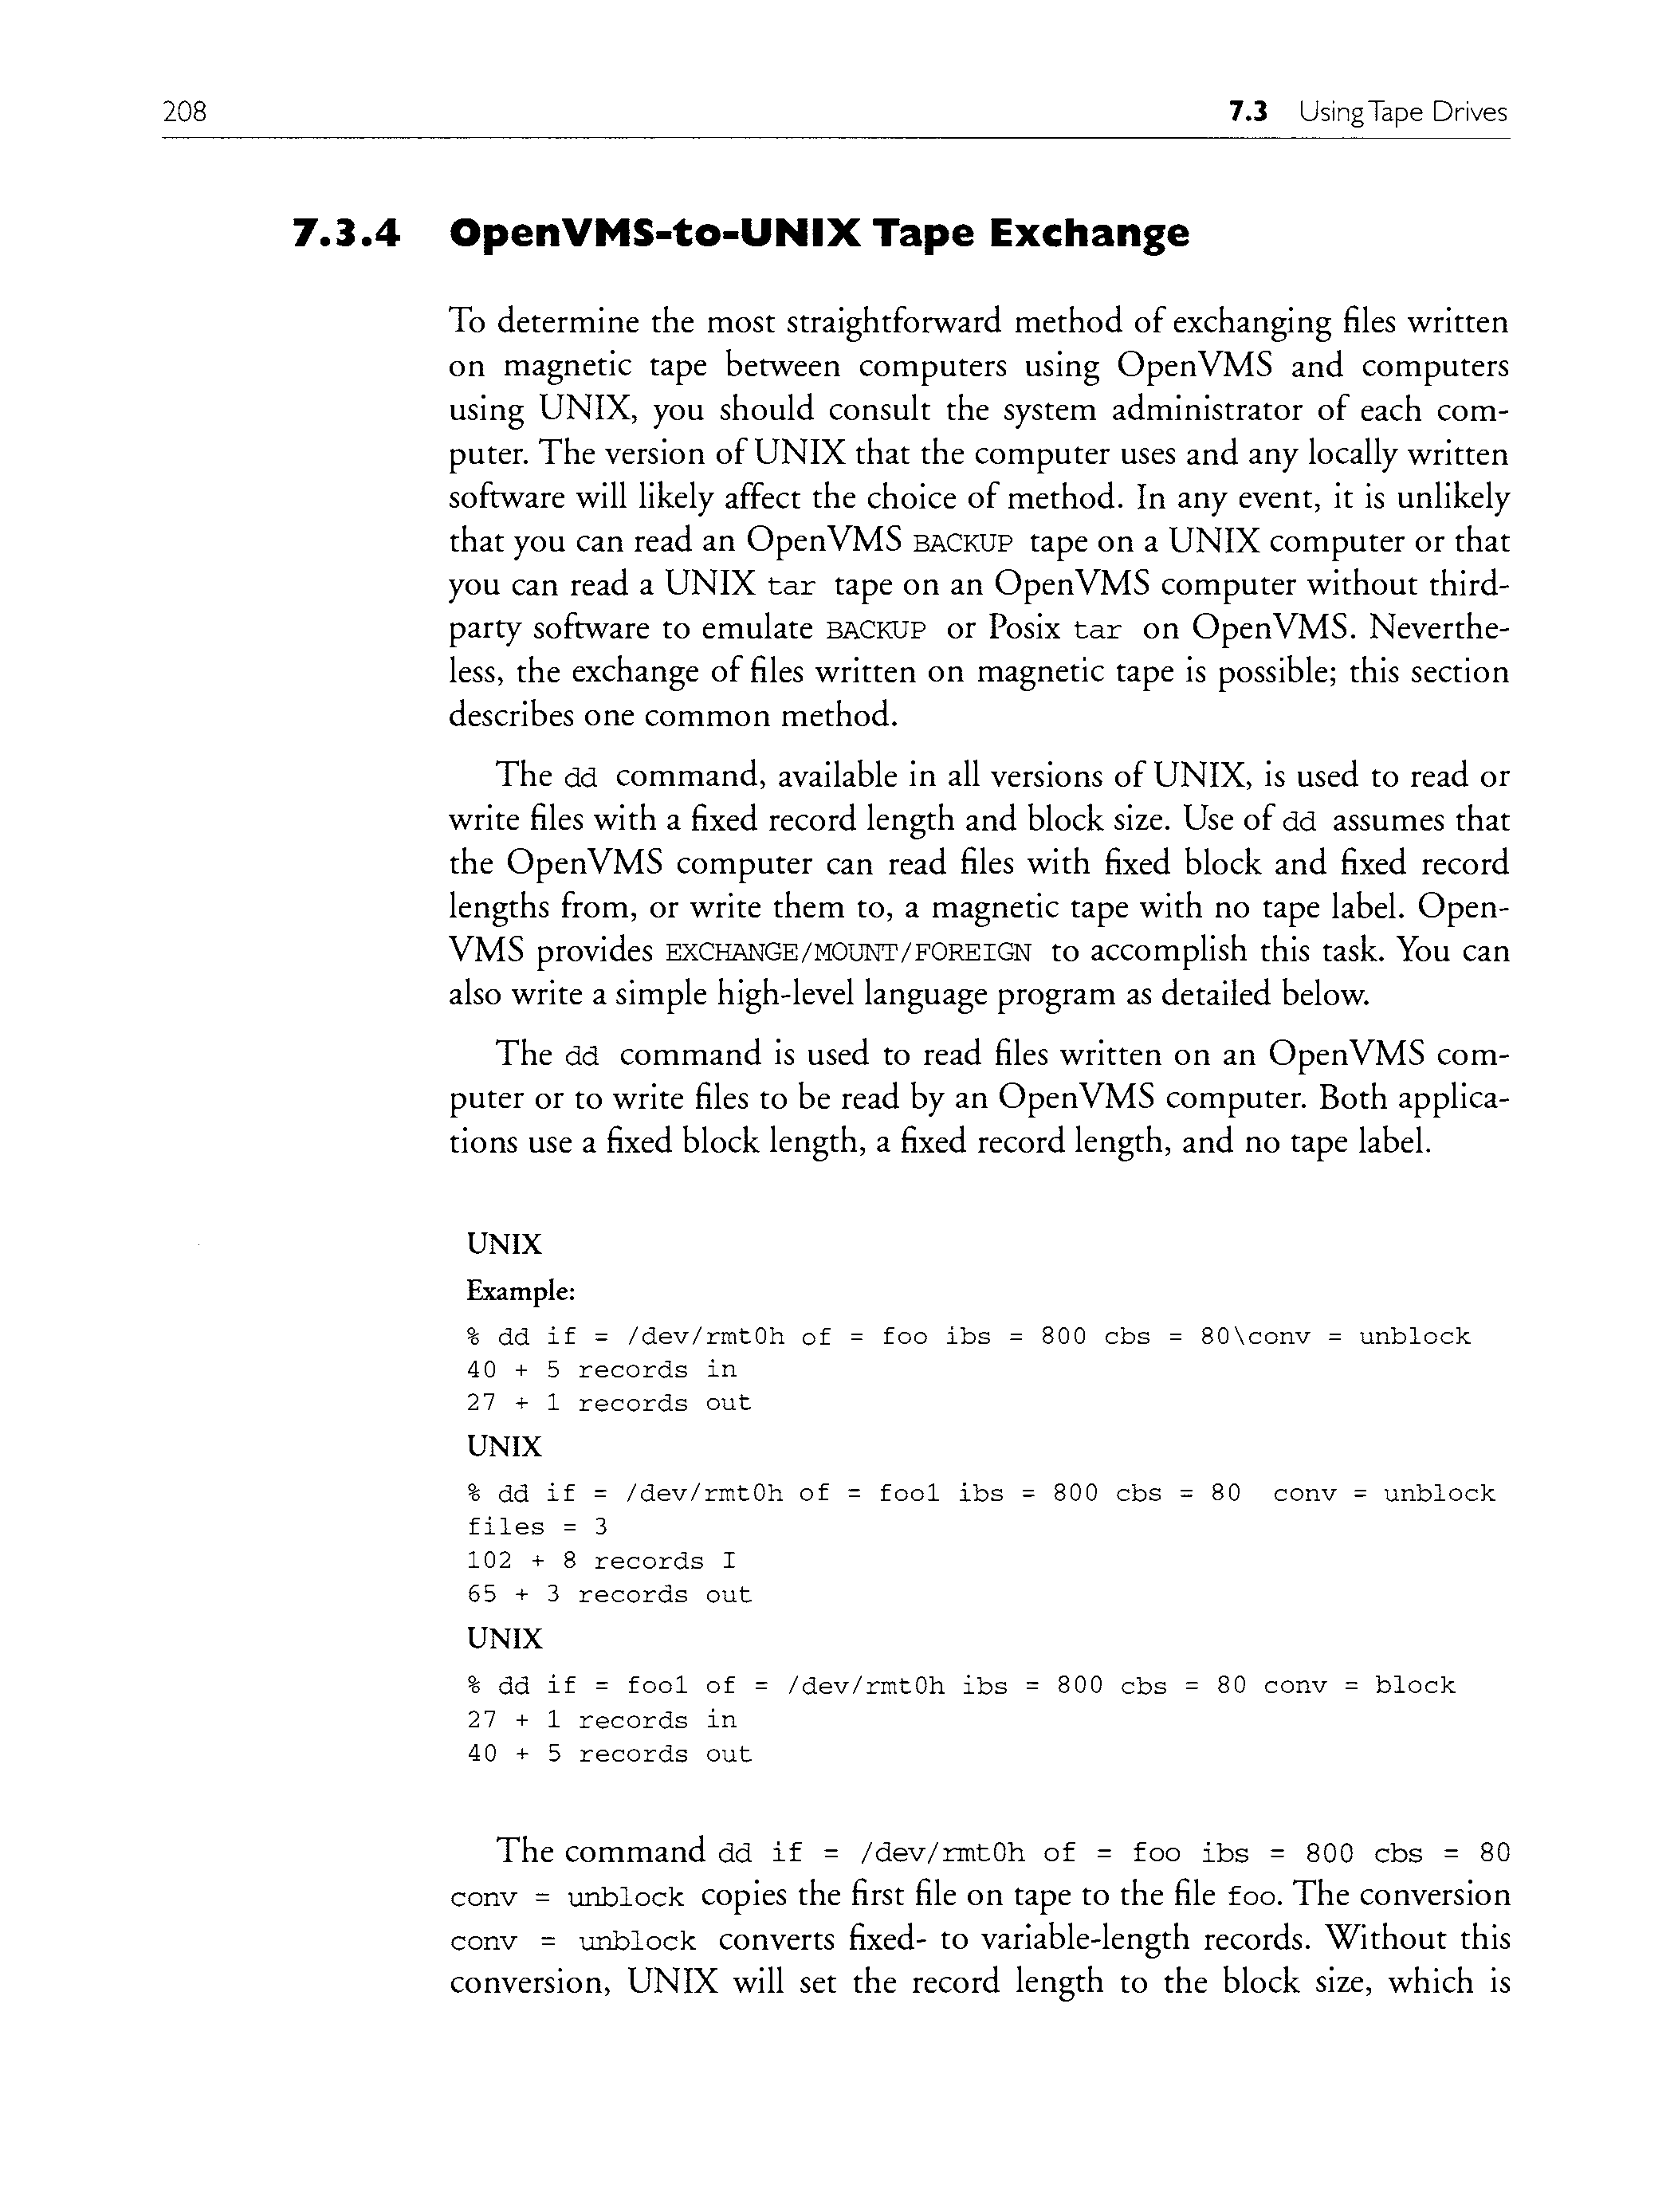 208
7.3 Using Tape Drives
7.3.4 OpenVMS-to-UNIX Tape Exchange
To determine the most straightforward method of exchanging files written
on magnetic tape between computers using OpenVMS and computers
using UNIX, you should consult the system administrator of each com-
puter. The version of UNIX that the computer uses and any locally written
software will likely affect the choice of method. In any event, it is unlikely
that you can read an OpenVMS BACKUP tape on a UNIX computer or that
you can read a UNIX tar tape on an OpenVMS computer without third-
party software to emulate BACKUP or Posix tar on OpenVMS. Neverthe-
less, the exchange of files written on magnetic tape is possible; this section
describes one common method.
The dd command, available in all versions of UNIX, is used to read or
write files with a fixed record length and block size. Use of dd assumes that
the OpenVMS computer can read files with fixed block and fixed record
lengths from, or write them to, a magnetic tape with no tape label. Open-
VMS provides EXCHANGE/MOUNT/FOREIGN to accomplish this task. You can
also write a simple high-level language program as detailed below.
The dd command is used to read files written on an OpenVMS com-
puter or to write files to be read by an OpenVMS computer. Both applica-
tions use a fixed block length, a fixed record length, and no tape label.
UNIX
Example:
% dd if = /dev/rmt0h of = foo ibs = 800 cbs = 80\conv = unblock
40 + 5 records in
27 + 1 records out
UNIX
% dd if = /dev/rmt0h of = foo1 ibs = 800 cbs = 80 conv = unblock
files = 3
102 + 8 records I
65 + 3 records out
UNIX
% dd if = foo1 of = /dev/rmt0h ibs = 800 cbs = 80 conv = block
27 + 1 records in
40 + 5 records out
The command dd if = /dev/rmt0h of = foo ibs = 800 cbs = 80
conv = unblock copies the first file on tape to the file foo. The conversion
conv = unblock converts fixed- to variable-length records. Without this
conversion, UNIX will set the record length to the block size, which is